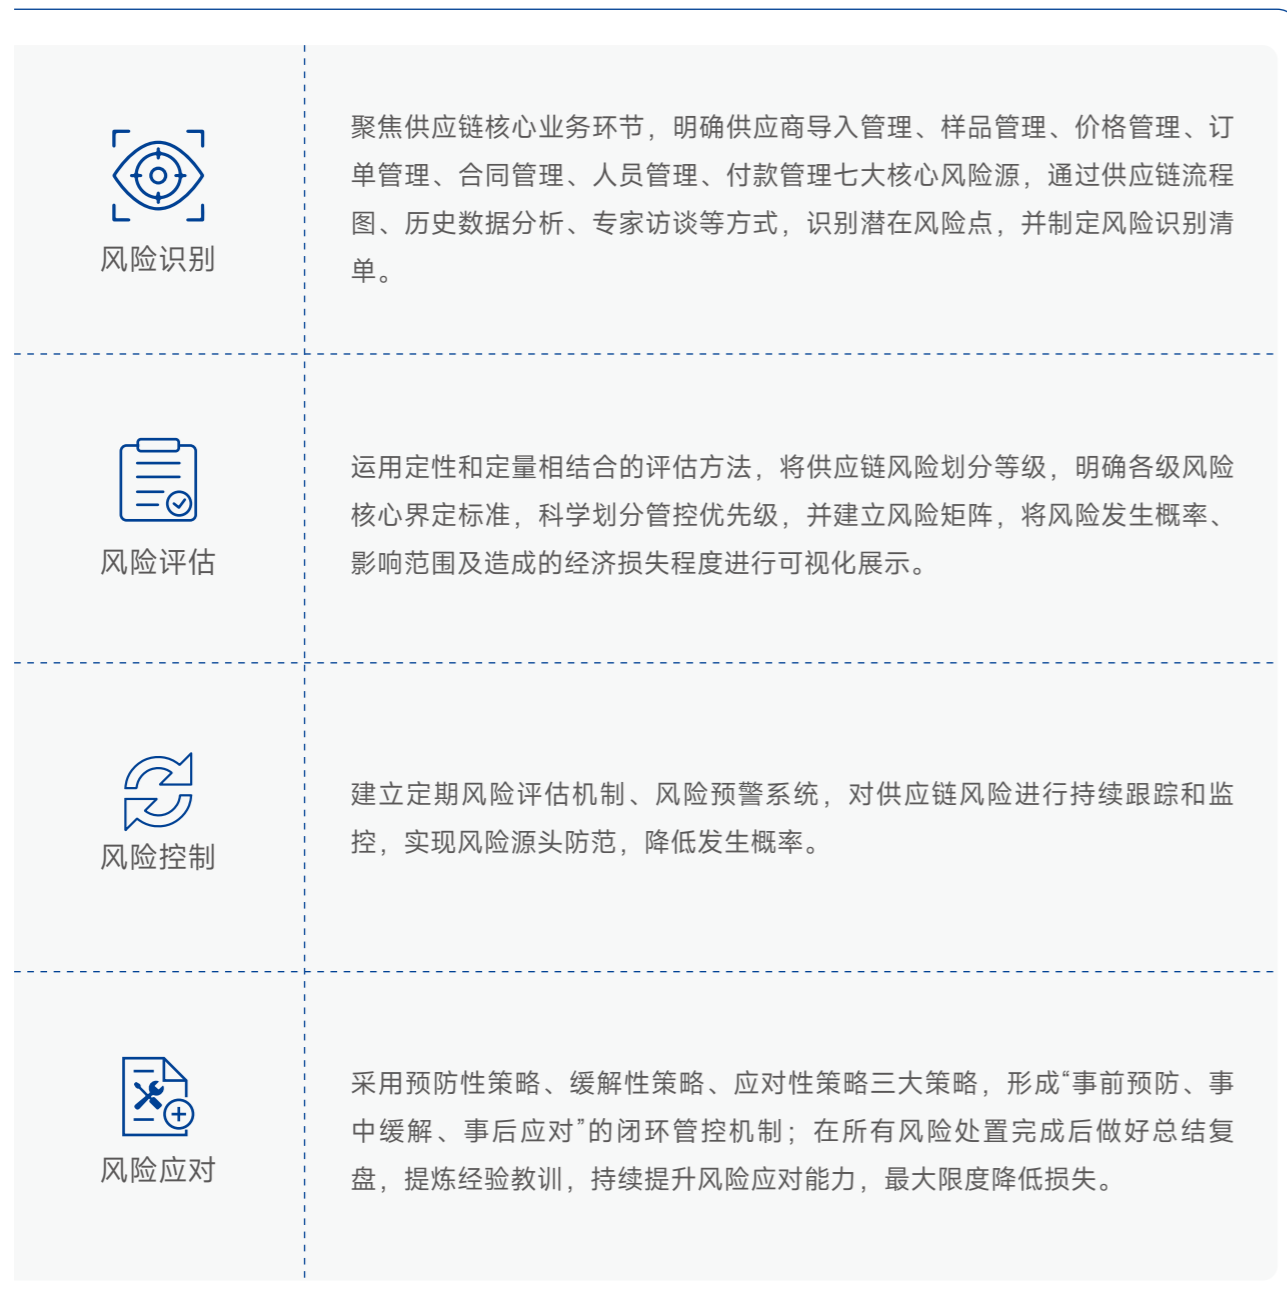 风险识别
聚焦供应链核心业务环节，明确供应商导入管理、样品管理、价格管理、订
单管理、合同管理、人员管理、付款管理七大核心风险源，通过供应链流程
图、历史数据分析、专家访谈等方式，识别潜在风险点，并制定风险识别清
单。
风险评估
运用定性和定量相结合的评估方法，将供应链风险划分等级，明确各级风险
核心界定标准，科学划分管控优先级，并建立风险矩阵，将风险发生概率、
影响范围及造成的经济损失程度进行可视化展示。
风险控制
建立定期风险评估机制、风险预警系统，对供应链风险进行持续跟踪和监
控，实现风险源头防范，降低发生概率。
风险应对
采用预防性策略、缓解性策略、应对性策略三大策略，形成“事前预防、事
中缓解、事后应对”的闭环管控机制；在所有风险处置完成后做好总结复
盘，提炼经验教训，持续提升风险应对能力，最大限度降低损失。